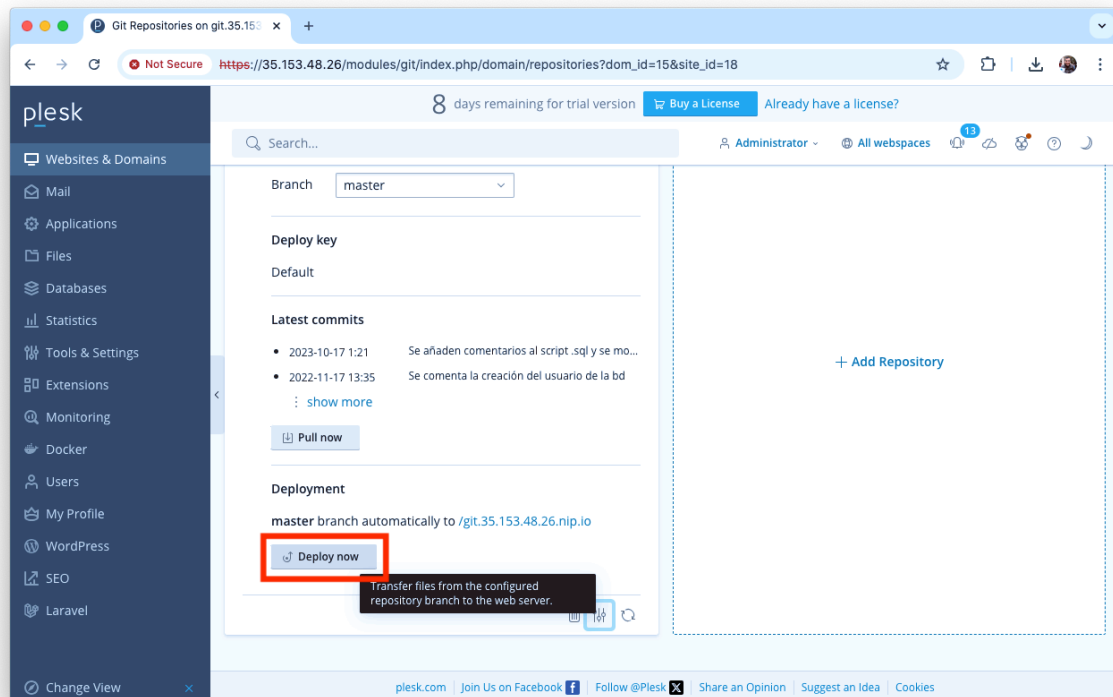 Git Repositories on git.35.153
Not Secure
https://35.153.48.26/modules/git/index.php/domain/repositories?dom_id=15&site_id=18
plesk
8 days remaining for trial version
Buy a License
Already have a license?
Search...
Administrator
All webspaces
13
Websites & Domains
Mail
Applications
Files
Databases
Statistics
Tools & Settings
Extensions
Monitoring
Docker
Users
My Profile
WordPress
SEO
Laravel
Change View
Branch
master
Deploy key
Default
Latest commits
2023-10-17 1:21 Se añaden comentarios al script .sql y se mo...
2022-11-17 13:35 Se comenta la creación del usuario de la bd
show more
Pull now
Deployment
master branch automatically to /git.35.153.48.26.nip.io
Deploy now
Transfer files from the configured
repository branch to the web server.
+ Add Repository
plesk.com
Join Us on Facebook
Follow @Plesk
Share an Opinion
Suggest an Idea
Cookies